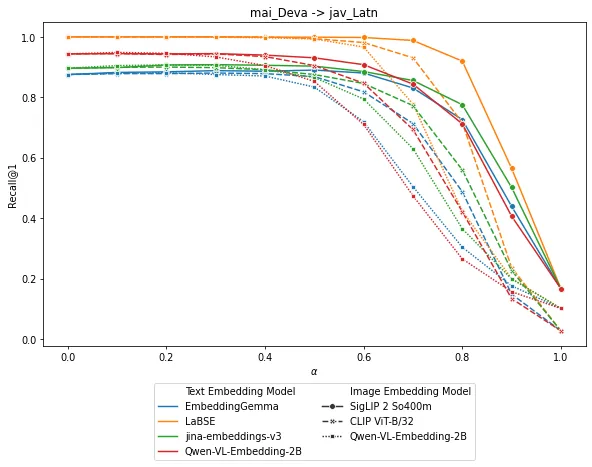 mai_Deva -> jav_Latn
1.0
0.8
0.6
0.4
0.2
0.0
Recall@1
0.0 0.2 0.4 0.6 0.8 1.0
α
Text Embedding Model Image Embedding Model
EmbeddingGemma SigLIP 2 So400m
LaBSE CLIP ViT-B/32
jina-embeddings-v3 Qwen-VL-Embedding-2B
Qwen-VL-Embedding-2B